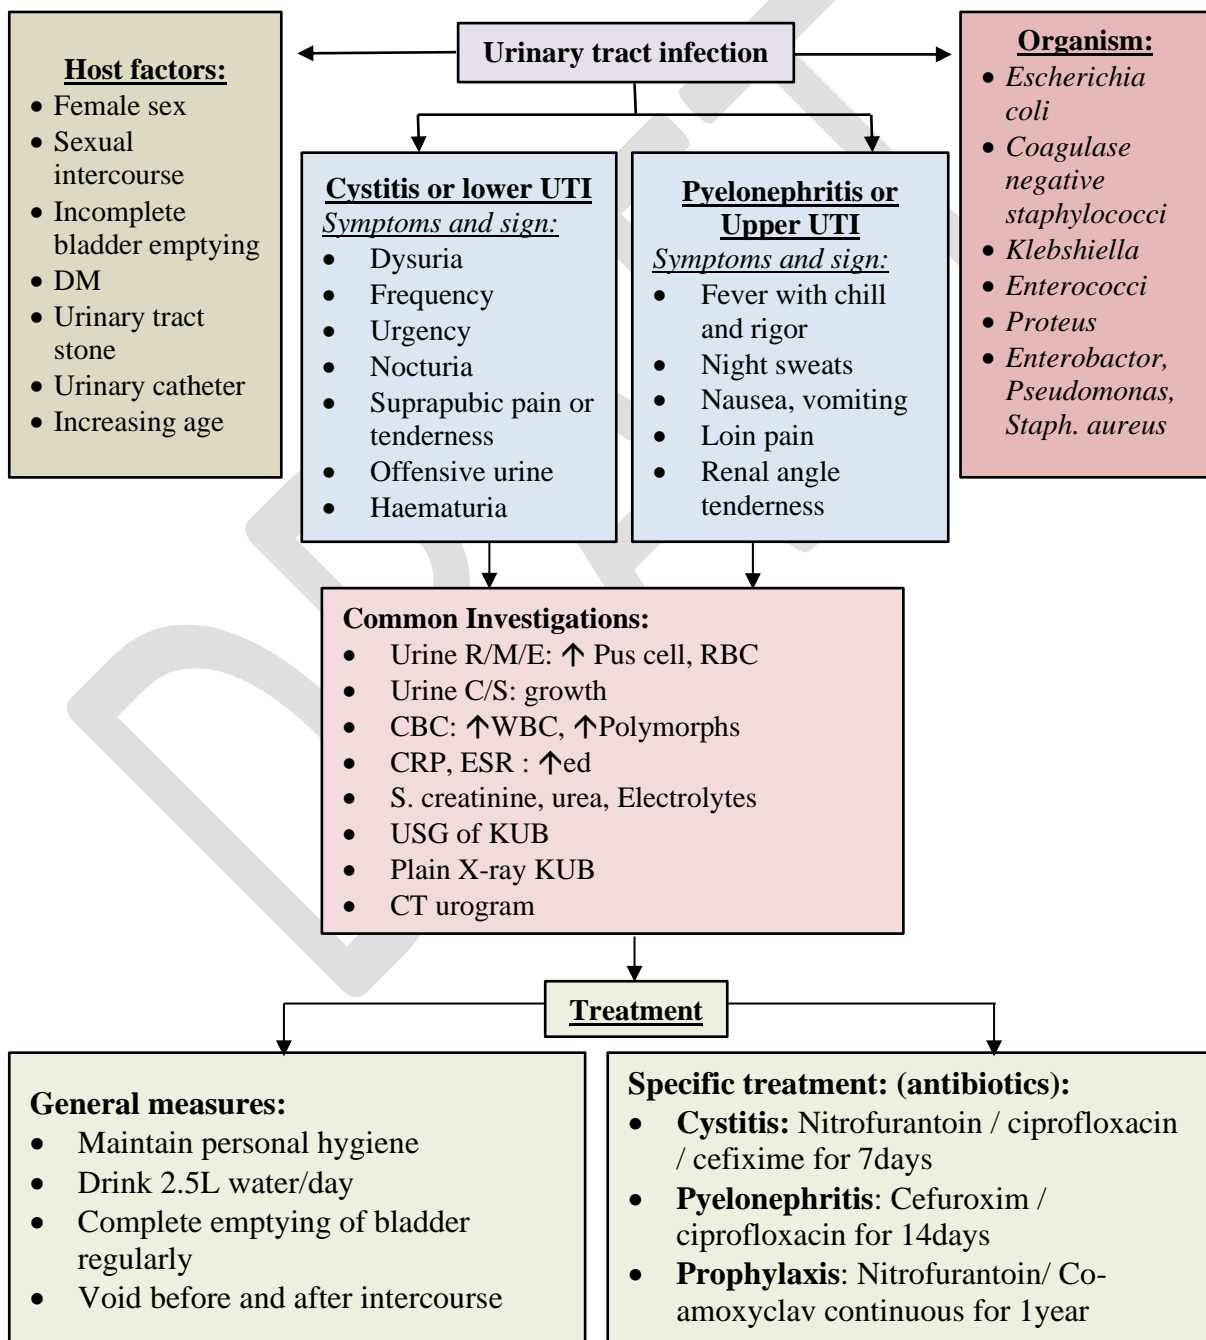 Urinary tract infection
Host factors:
• Female sex
• Sexual
intercourse
• Incomplete
bladder emptying
• DM
• Urinary tract
stone
• Urinary catheter
• Increasing age
Organism:
• Escherichia
coli
• Coagulase
negative
staphylococci
• Klebshiella
• Enterococci
• Proteus
• Enterobactor,
Pseudomonas,
Staph. aureus
Cystitis or lower UTI
Symptoms and sign:
• Dysuria
• Frequency
• Urgency
• Nocturia
• Suprapubic pain or
tenderness
• Offensive urine
• Haematuria
Pyelonephritis or
Upper UTI
Symptoms and sign:
• Fever with chill
and rigor
• Night sweats
• Nausea, vomiting
• Loin pain
• Renal angle
tenderness
Common Investigations:
• Urine R/M/E: ↑ Pus cell, RBC
• Urine C/S: growth
• CBC: ↑WBC, ↑Polymorphs
• CRP, ESR : ↑ed
• S. creatinine, urea, Electrolytes
• USG of KUB
• Plain X-ray KUB
• CT urogram
Treatment
General measures:
• Maintain personal hygiene
• Drink 2.5L water/day
• Complete emptying of bladder
regularly
• Void before and after intercourse
Specific treatment: (antibiotics):
• Cystitis: Nitrofurantoin / ciprofloxacin
/ cefixime for 7days
• Pyelonephritis: Cefuroxim /
ciprofloxacin for 14days
• Prophylaxis: Nitrofurantoin/ Co-
amoxyclav continuous for 1year
DRAFT